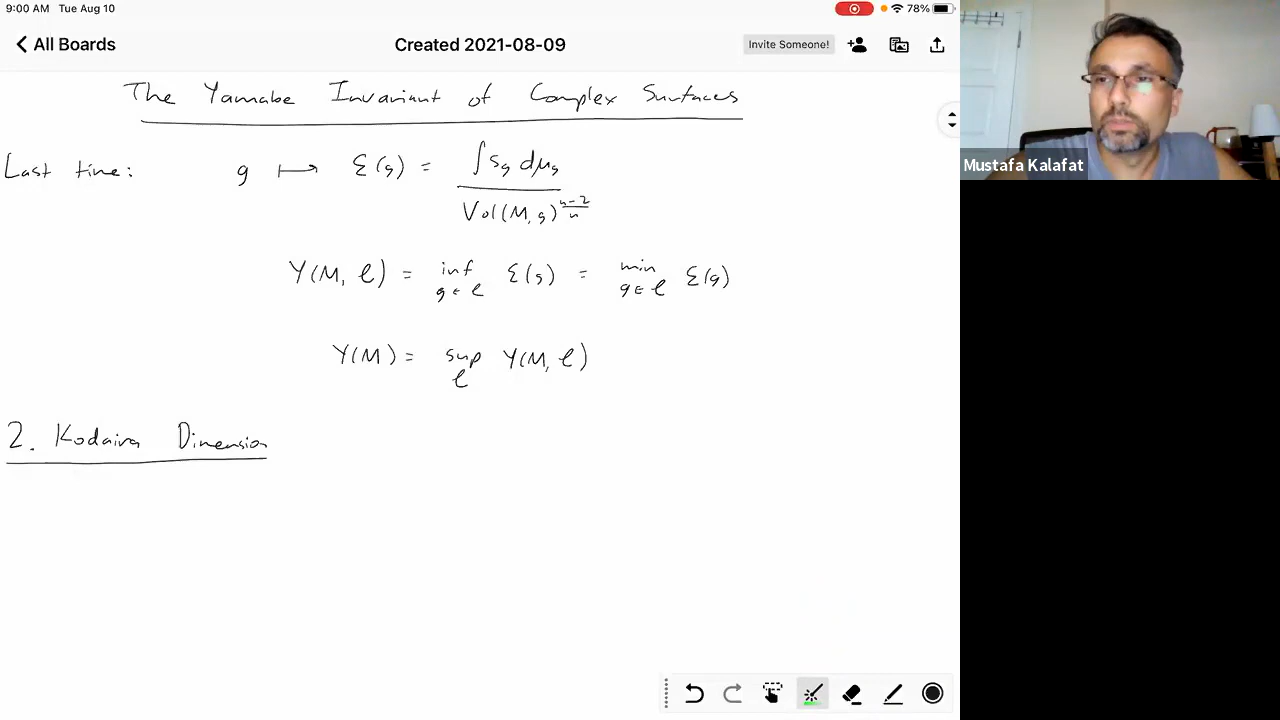 9:00 AM Tue Aug 10
78%
All Boards
Created 2021-08-09
Invite Someone!
The Yamabe Invariant of Complex Surfaces
Last time: g ↦ Ɛ(g) = ∫ s_g dμ_g / Vol(M, g)^{(n-2)/n}
Y(M, 𝒞) = inf_{g ∈ 𝒞} Ɛ(g) = min_{g ∈ 𝒞} Ɛ(g)
Y(M) = sup_𝒞 Y(M, 𝒞)
2. Kodaira Dimension
Mustafa Kalafat